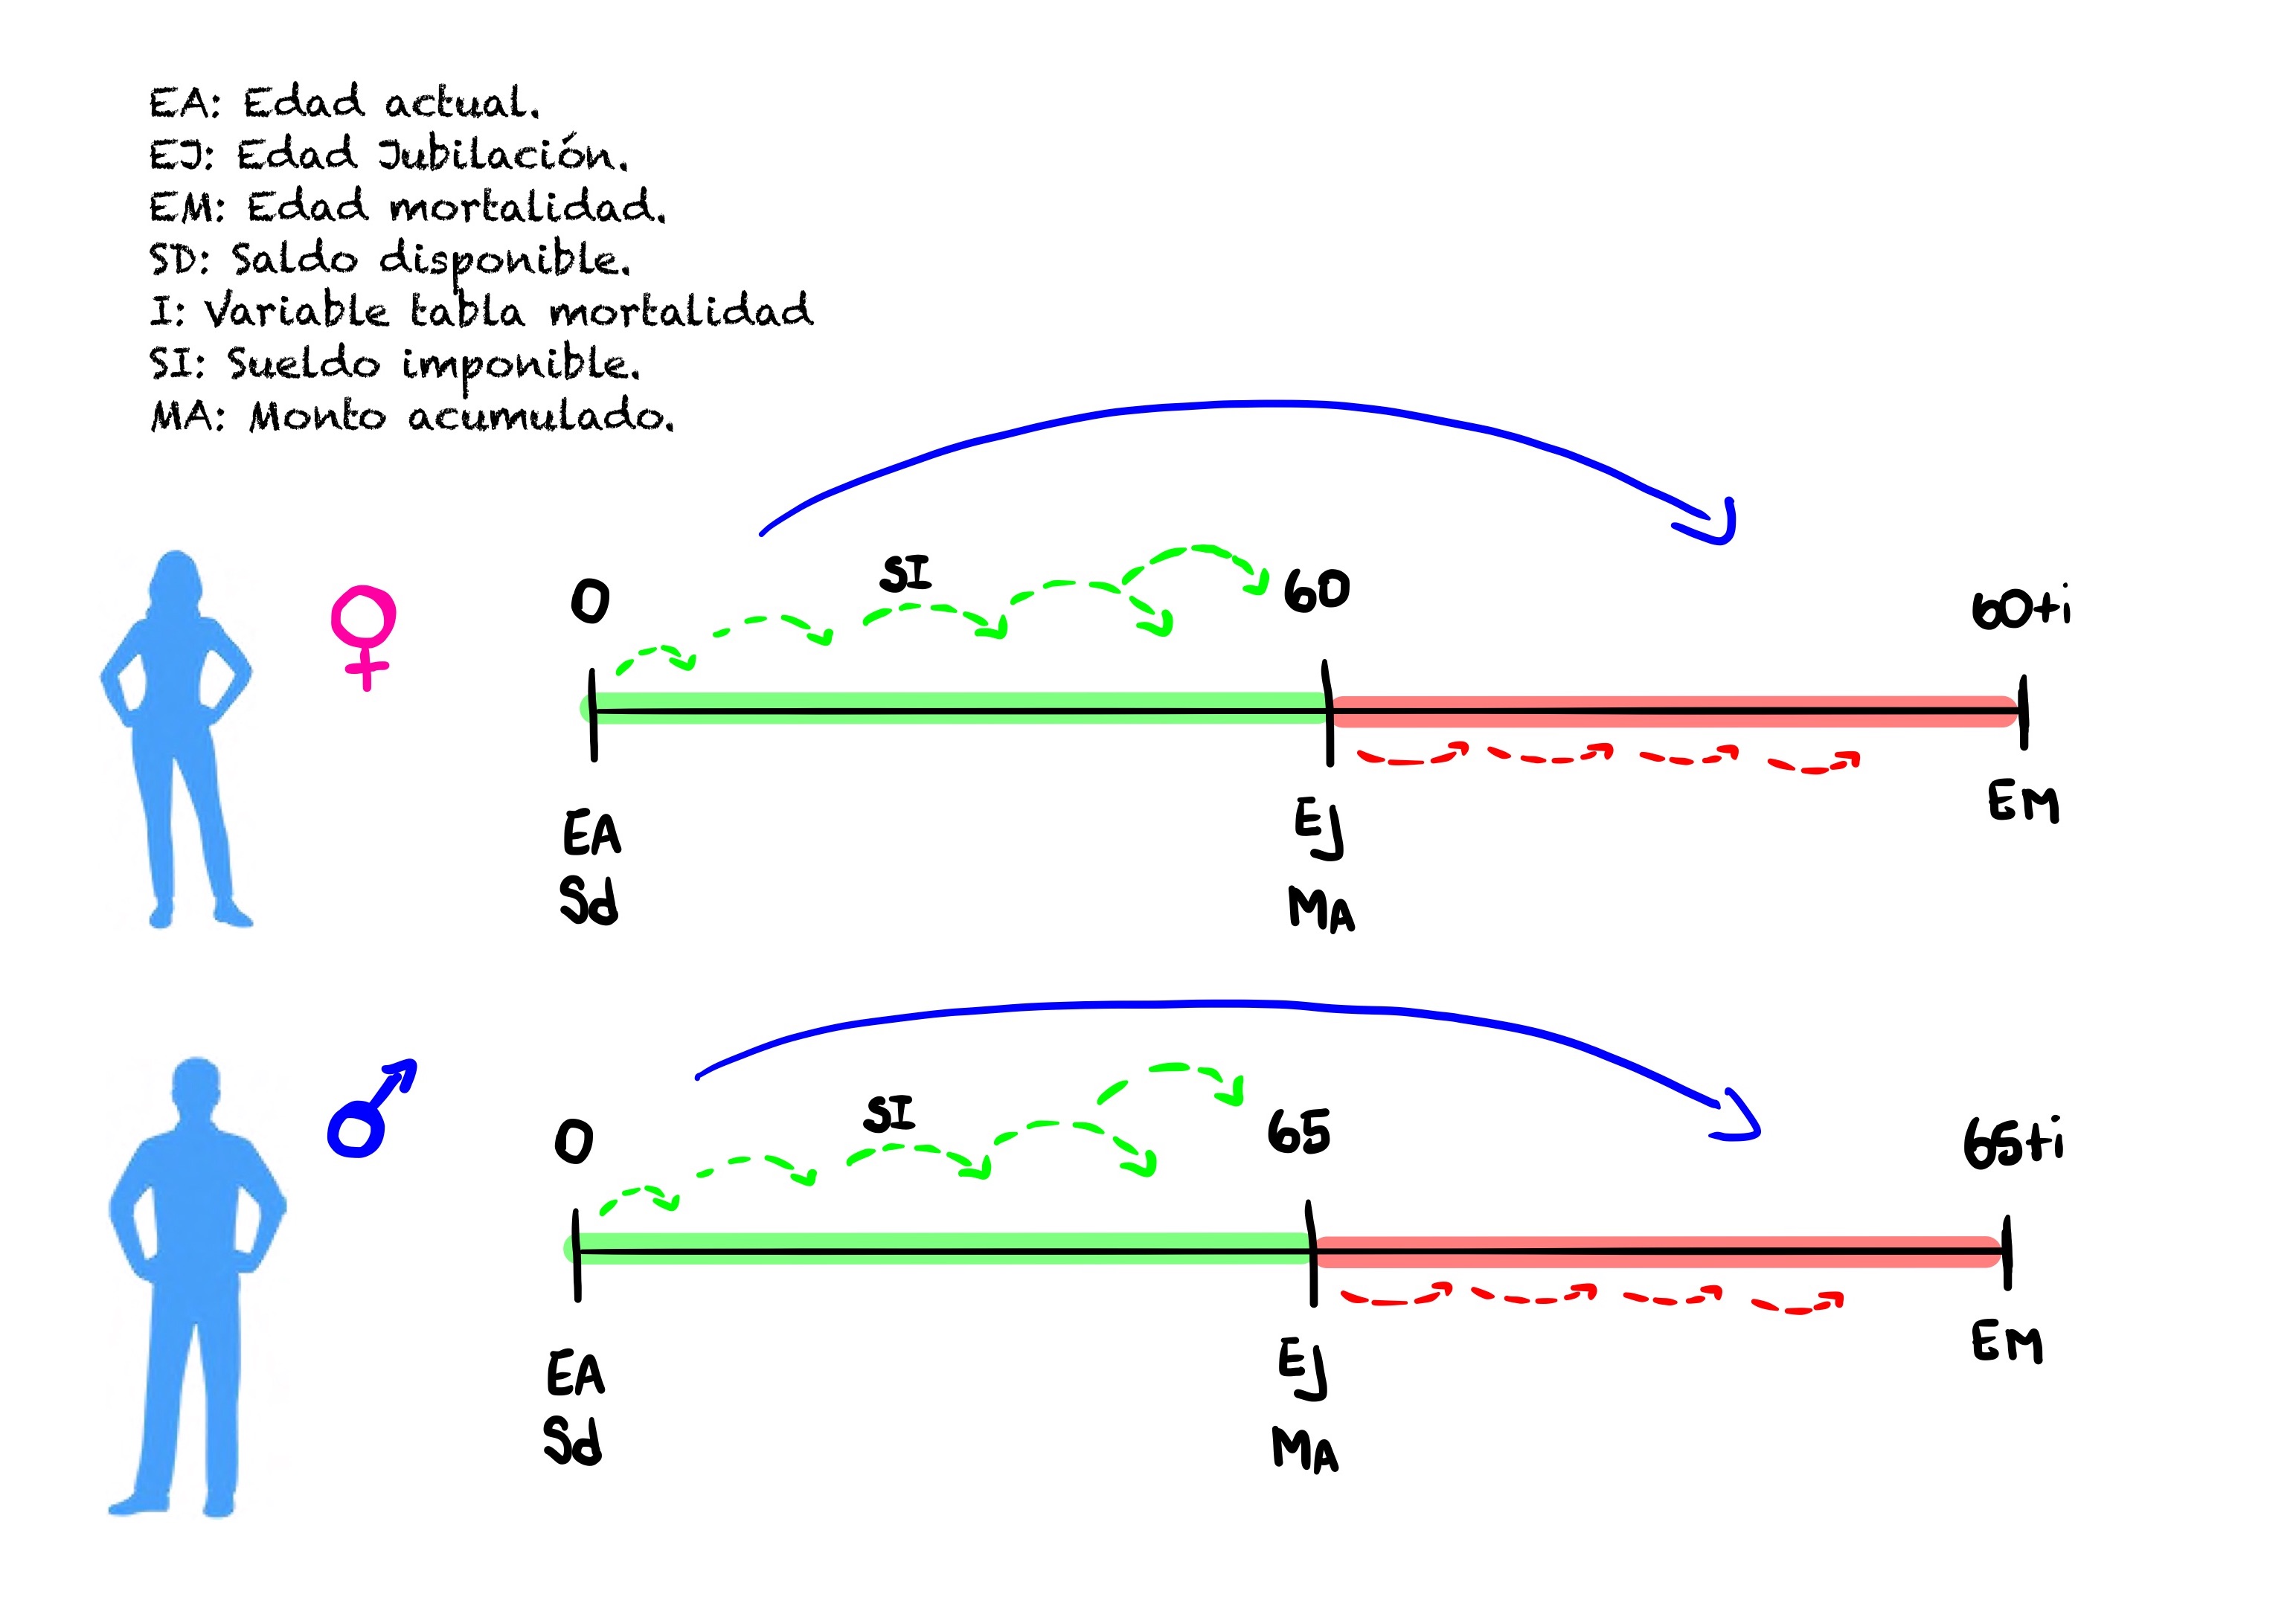 EA: Edad actual.
EJ: Edad Jubilación.
EM: Edad mortalidad.
SD: Saldo disponible.
I: Variable tabla mortalidad
SI: Sueldo imponible.
MA: Monto acumulado.
0 SI 60 60+i
EA EJ EM
Sd MA
0 SI 65 65+i
EA EJ EM
Sd MA